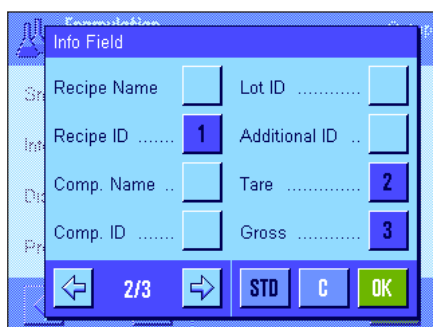 Formulation
Info Field
Recipe Name
Lot ID ............
Recipe ID ....... 1
Additional ID ..
Comp. Name ..
Tare ............. 2
Comp. ID .......
Gross ............ 3
2/3
STD
C
OK